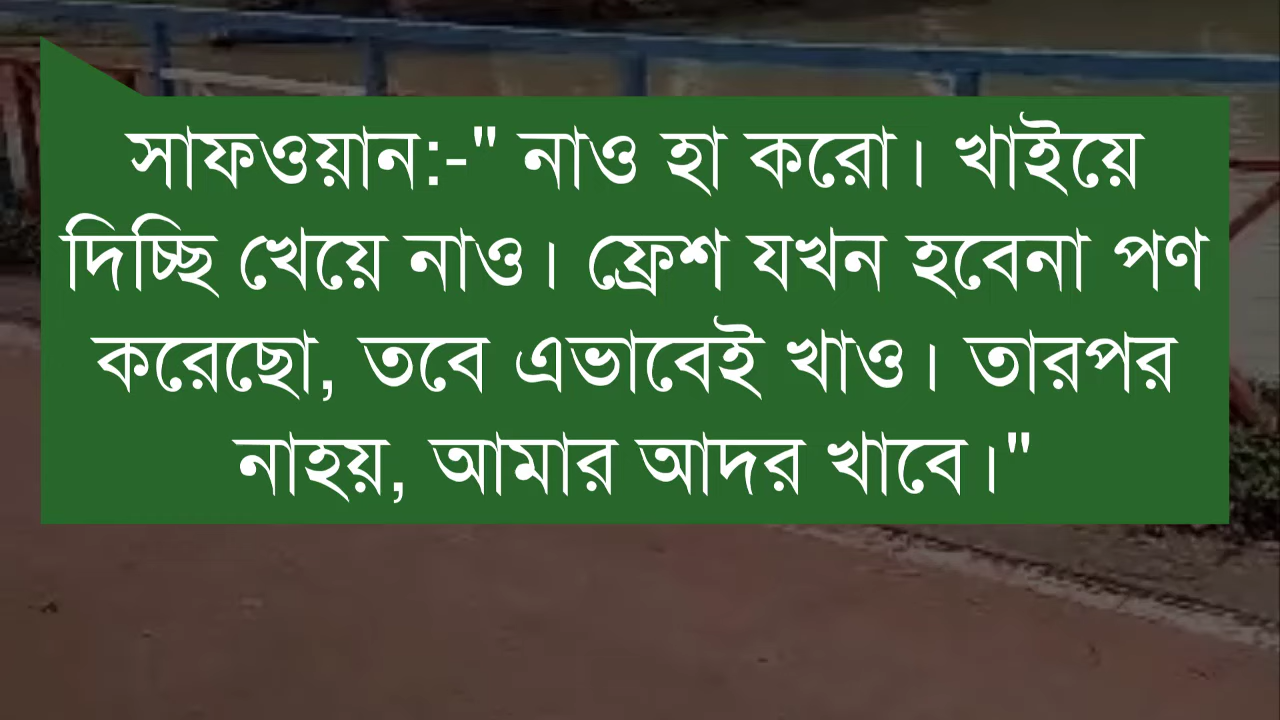 সাফওয়ান:-" নাও হা করো। খাইয়ে
দিচ্ছি খেয়ে নাও। ফ্রেশ যখন হবেনা পণ
করেছো, তবে এভাবেই খাও। তারপর
নাহয়, আমার আদর খাবে।"